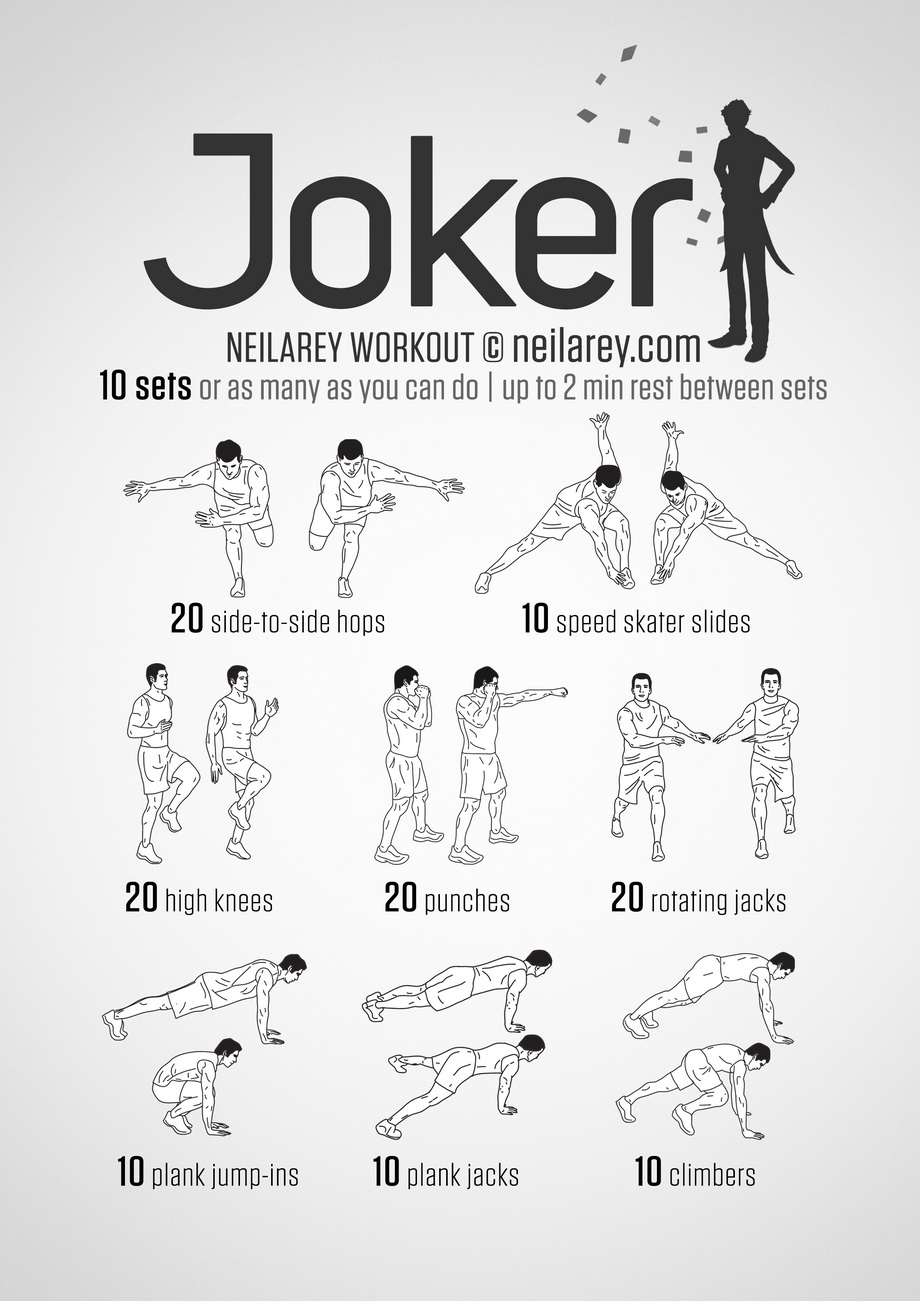 Joker
NEILAREY WORKOUT © neilarey.com
10 sets or as many as you can do | up to 2 min rest between sets
20 side-to-side hops
10 speed skater slides
20 high knees
20 punches
20 rotating jacks
10 plank jump-ins
10 plank jacks
10 climbers